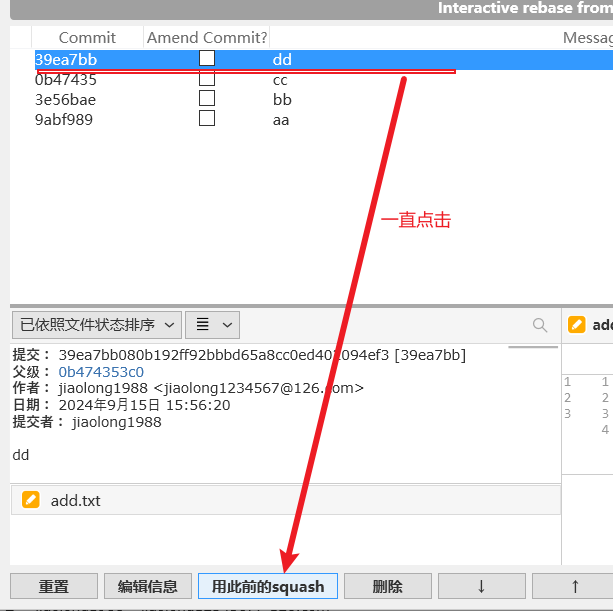 Interactive rebase from
Commit Amend Commit? Messag
39ea7bb dd
0b47435 cc
3e56bae bb
9abf989 aa
一直点击
已依照文件状态排序
add
提交： 39ea7bb080b192ff92bbbd65a8cc0ed402094ef3 [39ea7bb]
父级： 0b474353c0
作者： jiaolong1988 <jiaolong1234567@126.com>
日期： 2024年9月15日 15:56:20
提交者： jiaolong1988
dd
1 1
2 2
3 3
4
add.txt
重置 编辑信息 用此前的squash 删除 ↓ ↑